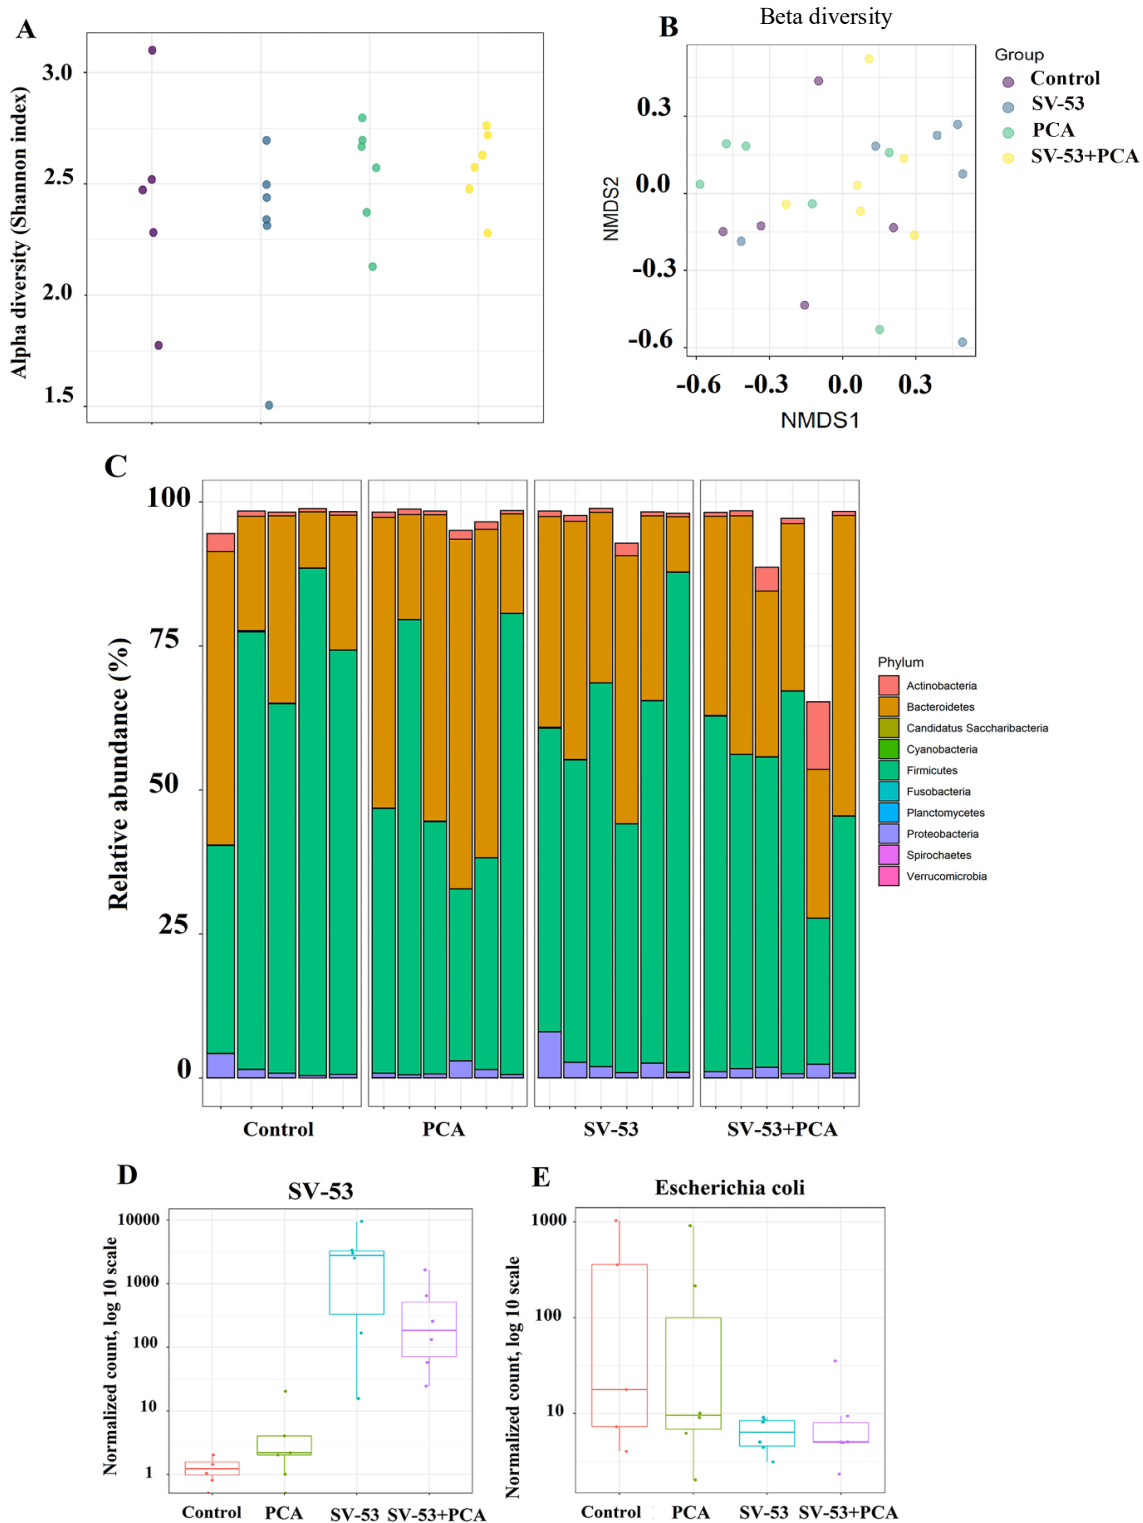 A
Alpha diversity (Shannon index)
3.0
2.5
2.0
1.5
B
Beta diversity
NMDS2
0.3
0.0
-0.3
-0.6
-0.6
-0.3
0.0
0.3
NMDS1
Group
Control
SV-53
PCA
SV-53+PCA
C
Relative abundance (%)
100
75
50
25
0
Control
PCA
SV-53
SV-53+PCA
Phylum
Actinobacteria
Bacteroidetes
Candidatus Saccharibacteria
Cyanobacteria
Firmicutes
Fusobacteria
Planctomycetes
Proteobacteria
Spirochaetes
Verrucomicrobia
D
SV-53
Normalized count, log 10 scale
10000
1000
100
10
1
Control
PCA
SV-53
SV-53+PCA
E
Escherichia coli
Normalized count, log 10 scale
1000
100
10
Control
PCA
SV-53
SV-53+PCA